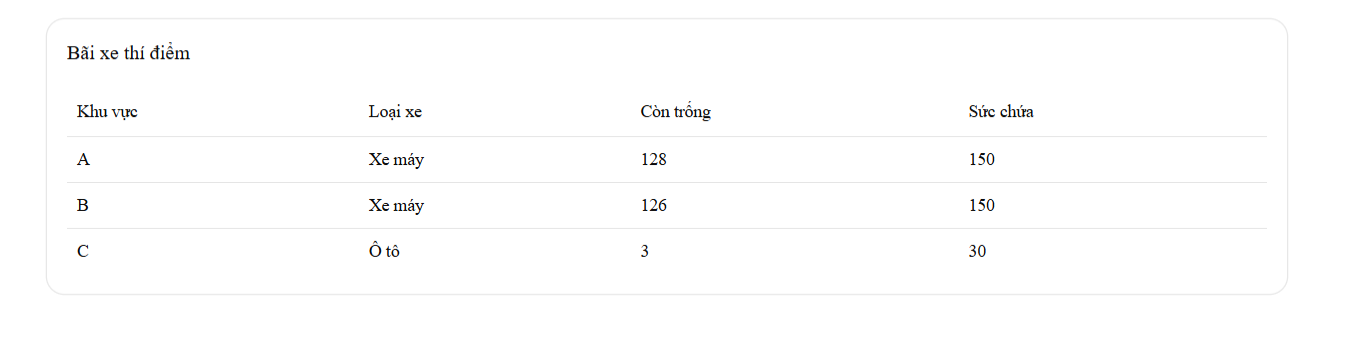 Bãi xe thí điểm
Khu vực Loại xe Còn trống Sức chứa
A Xe máy 128 150
B Xe máy 126 150
C Ô tô 3 30